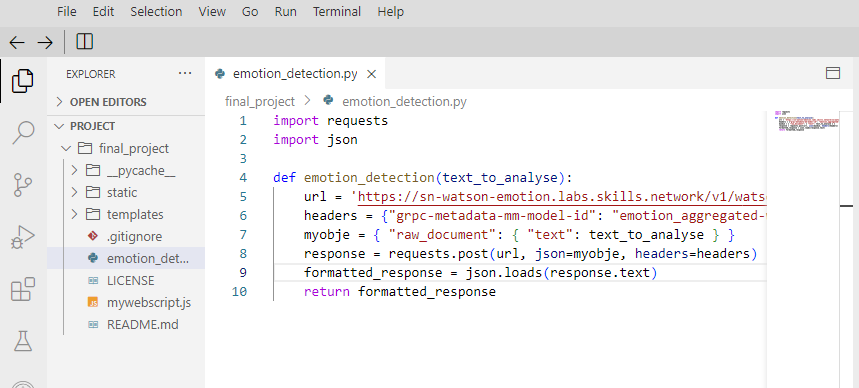 File Edit Selection View Go Run Terminal Help
EXPLORER ...
OPEN EDITORS
PROJECT
final_project
__pycache__
static
templates
.gitignore
emotion_det...
LICENSE
JS mywebscript.js
README.md
emotion_detection.py
final_project > emotion_detection.py
1 import requests
2 import json
3
4 def emotion_detection(text_to_analyse):
5 url = 'https://sn-watson-emotion.labs.skills.network/v1/wats
6 headers = {"grpc-metadata-mm-model-id": "emotion_aggregated-
7 myobje = { "raw_document": { "text": text_to_analyse } }
8 response = requests.post(url, json=myobje, headers=headers)
9 formatted_response = json.loads(response.text)
10 return formatted_response